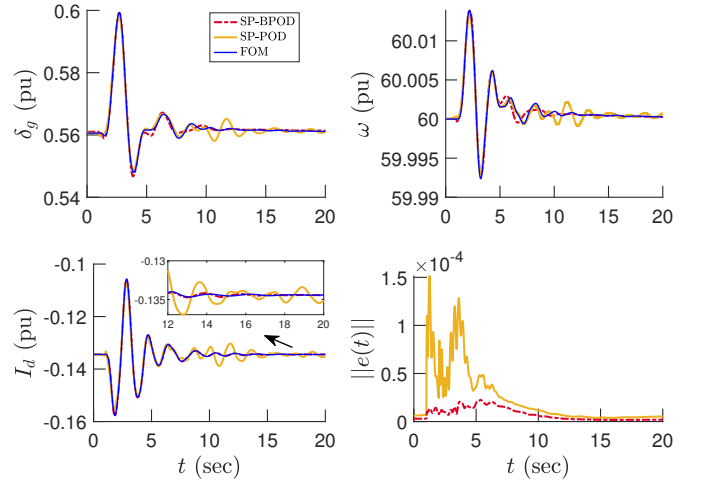 0.6
0.58
0.56
0.54
0 5 10 15 20
δg (pu)
SP-BPOD
SP-POD
FOM
60.01
60.005
60
59.995
59.99
0 5 10 15 20
ω (pu)
-0.1
-0.12
-0.14
-0.16
0 5 10 15 20
Id (pu)
t (sec)
-0.13
-0.135
12 14 16 18 20
×10^-4
1.5
1
0.5
0
0 5 10 15 20
||e(t)||
t (sec)